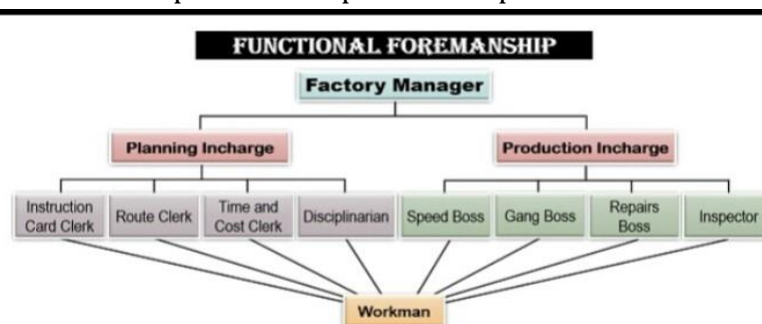 FUNCTIONAL FOREMANSHIP
Factory Manager
Planning Incharge
Production Incharge
Instruction
Card Clerk
Route Clerk
Time and
Cost Clerk
Disciplinarian
Speed Boss
Gang Boss
Repairs
Boss
Inspector
Workman